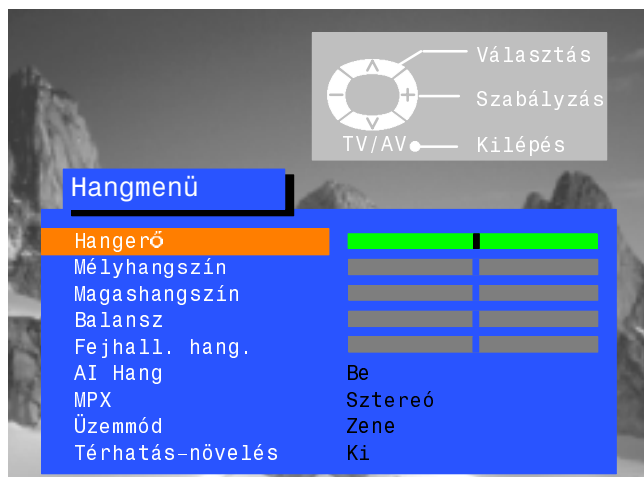 Választás
Szabályzás
TV/AV Kilépés
Hangmenü
Hangerő
Mélyhangszín
Magashangszín
Balansz
Fejhall. hang.
AI Hang Be
MPX Sztereó
Üzemmód Zene
Térhatás-növelés Ki